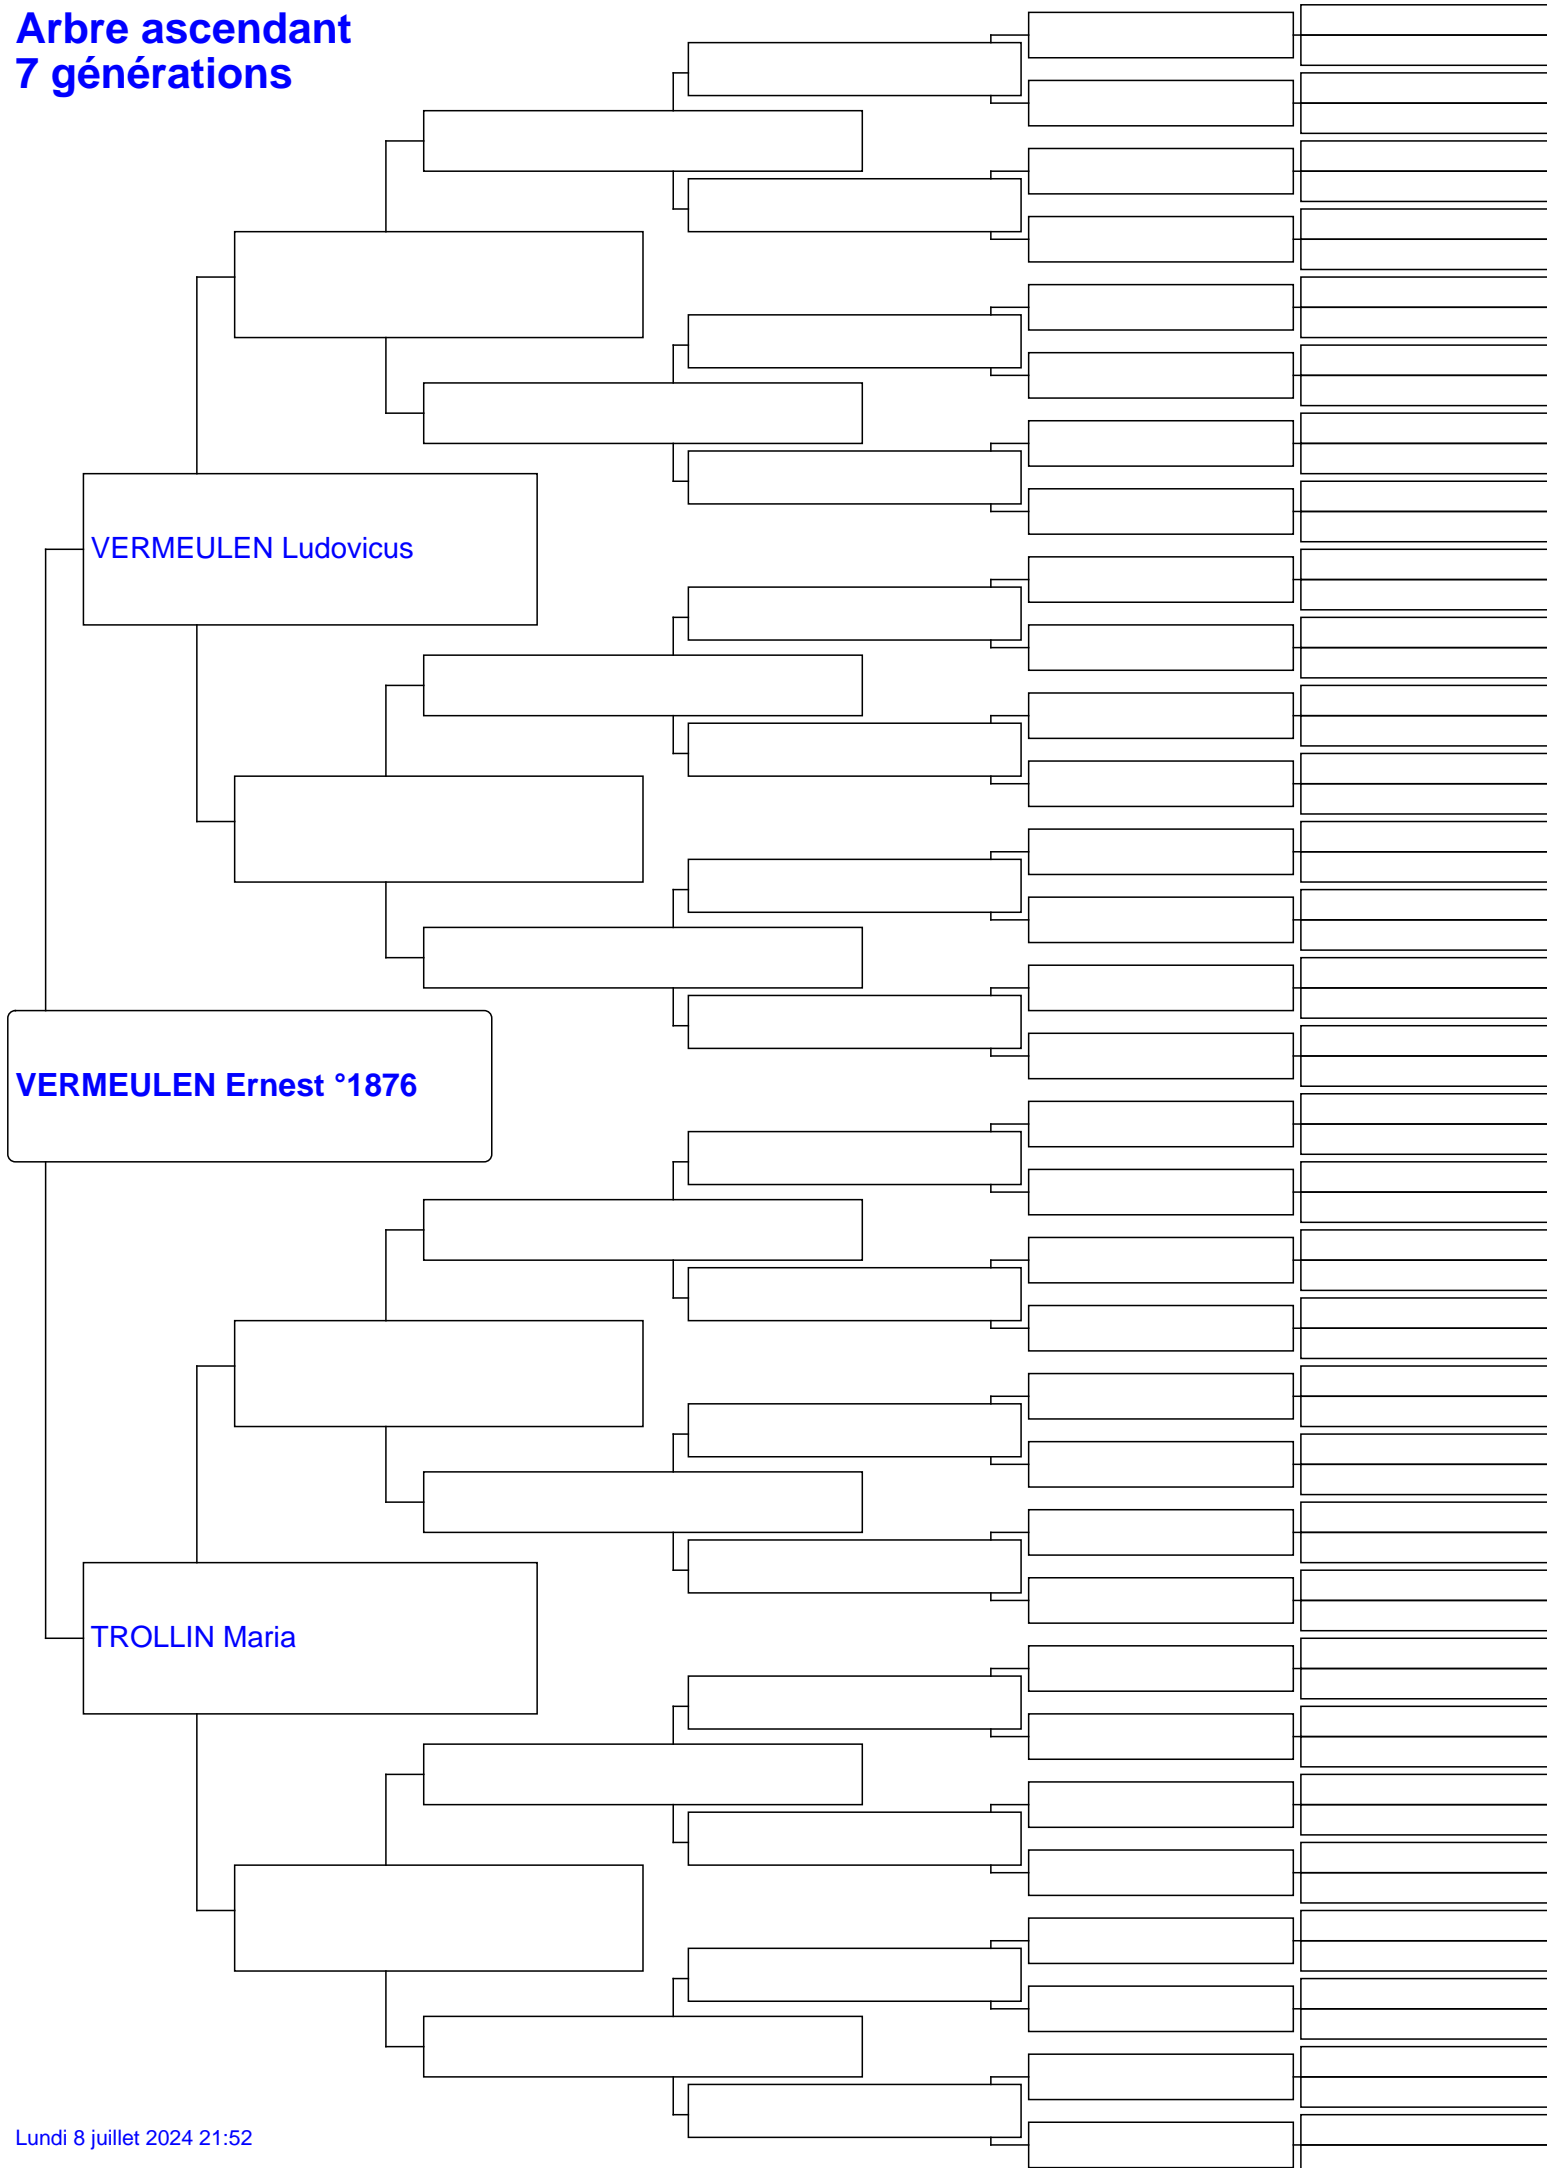 Arbre ascendant
7 générations
VERMEULEN Ludovicus
VERMEULEN Ernest °1876
TROLLIN Maria
Lundi 8 juillet 2024 21:52